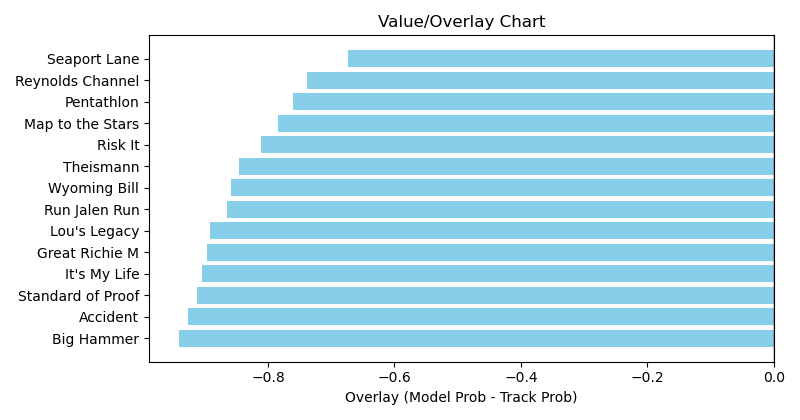 Value/Overlay Chart
Seaport Lane
Reynolds Channel
Pentathlon
Map to the Stars
Risk It
Theismann
Wyoming Bill
Run Jalen Run
Lou's Legacy
Great Richie M
It's My Life
Standard of Proof
Accident
Big Hammer
−0.8 −0.6 −0.4 −0.2 0.0
Overlay (Model Prob - Track Prob)